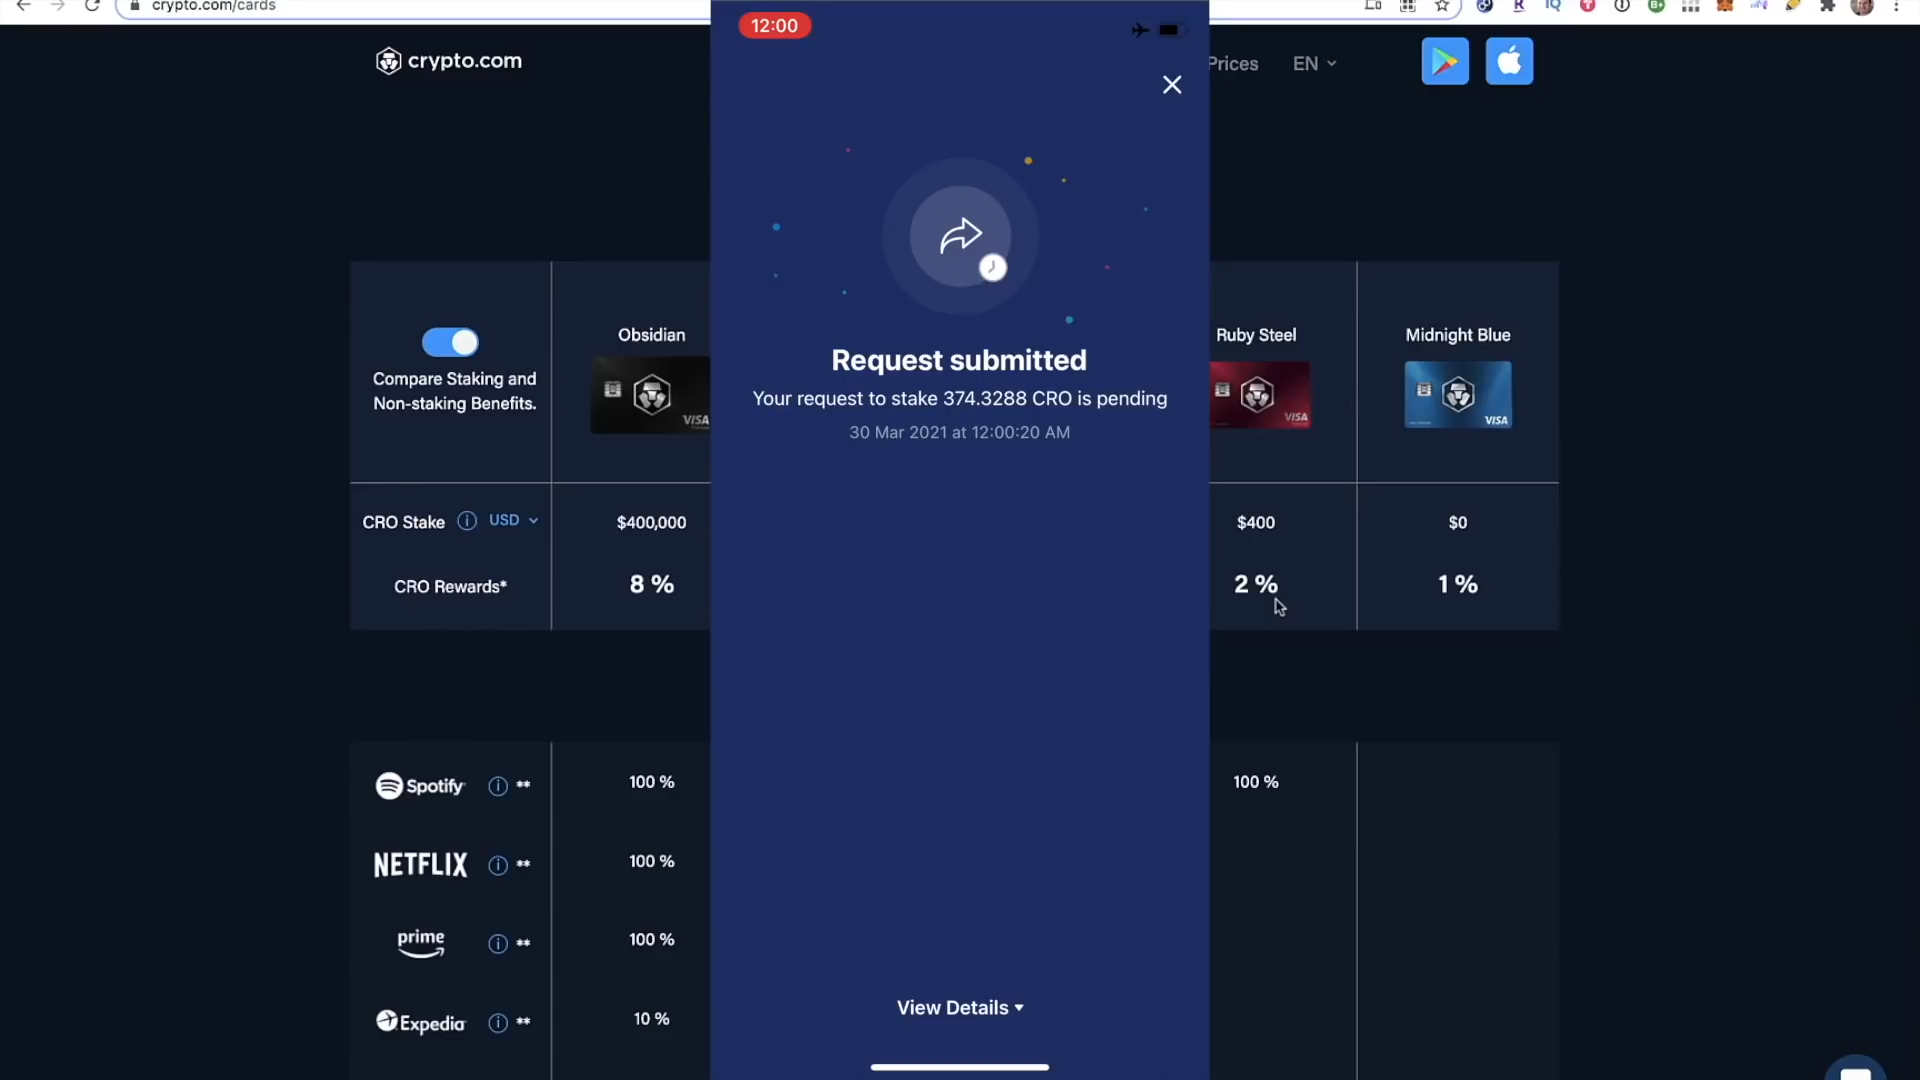 crypto.com/cards
12:00
crypto.com
Prices
EN
Obsidian
Ruby Steel
Midnight Blue
Compare Staking and
Non-staking Benefits.
VISA
VISA
VISA
Request submitted
Your request to stake 374.3288 CRO is pending
30 Mar 2021 at 12:00:20 AM
CRO Stake
USD
$400,000
$400
$0
CRO Rewards*
8 %
2 %
1 %
Spotify
**
100 %
100 %
NETFLIX
**
100 %
prime
**
100 %
Expedia
**
10 %
View Details